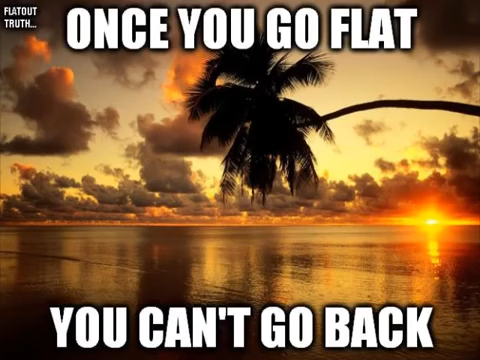 FLATOUT
TRUTH...
ONCE YOU GO FLAT
YOU CAN'T GO BACK